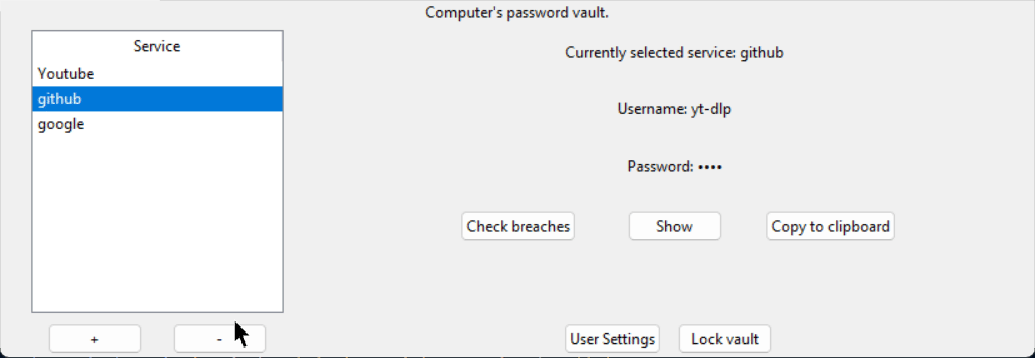 Computer's password vault.
Service
Youtube
github
google
Currently selected service: github
Username: yt-dlp
Password: ••••
Check breaches
Show
Copy to clipboard
+
-
User Settings
Lock vault